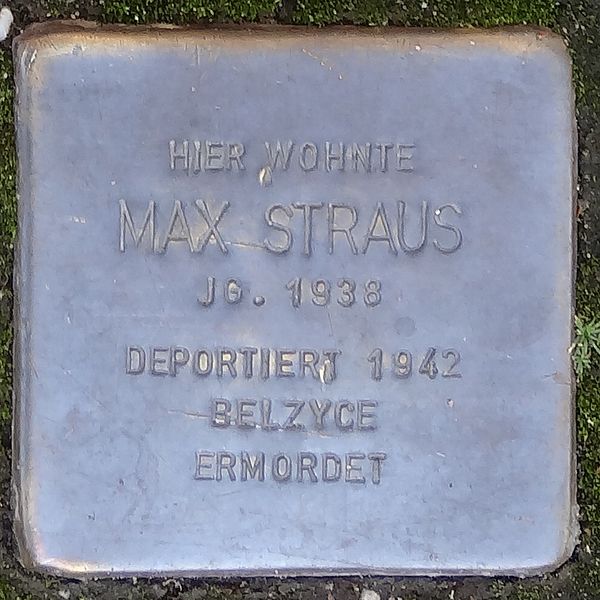 HIER WOHNTE
MAX STRAUS
JG. 1938
DEPORTIERT 1942
BELZYCE
ERMORDET